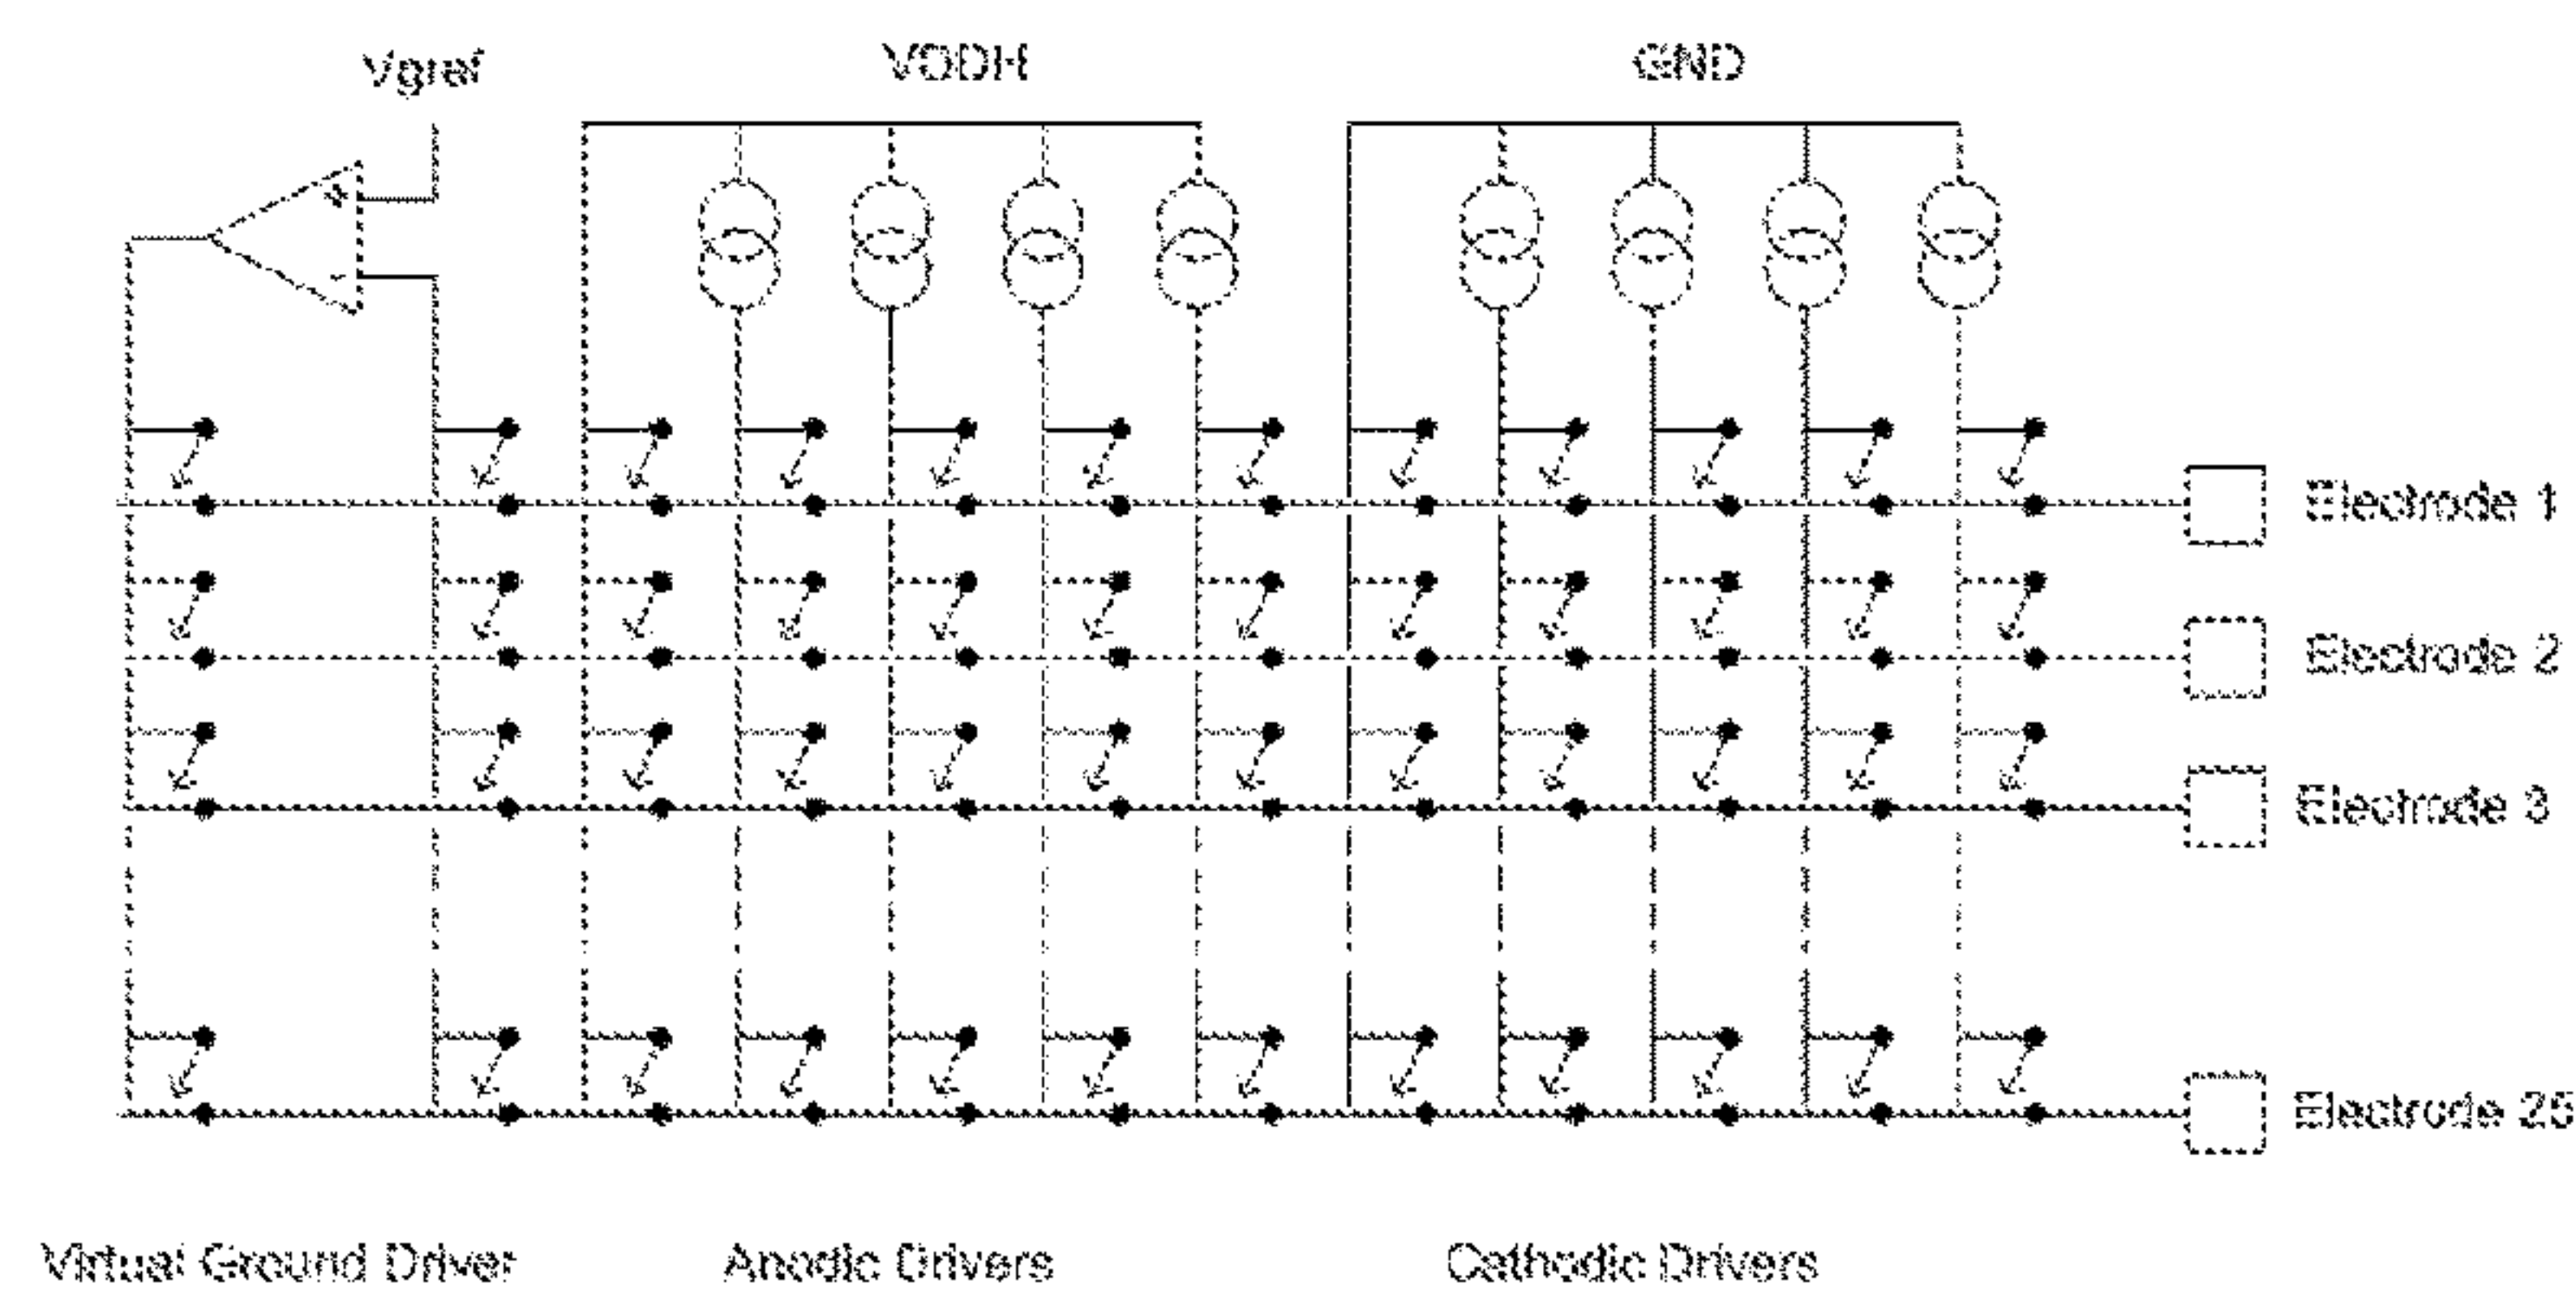 Vgref
VDDH
GND
+
-
Electrode 1
Electrode 2
Electrode 3
Electrode 25
Virtual Ground Driver
Anodic Drivers
Cathodic Drivers